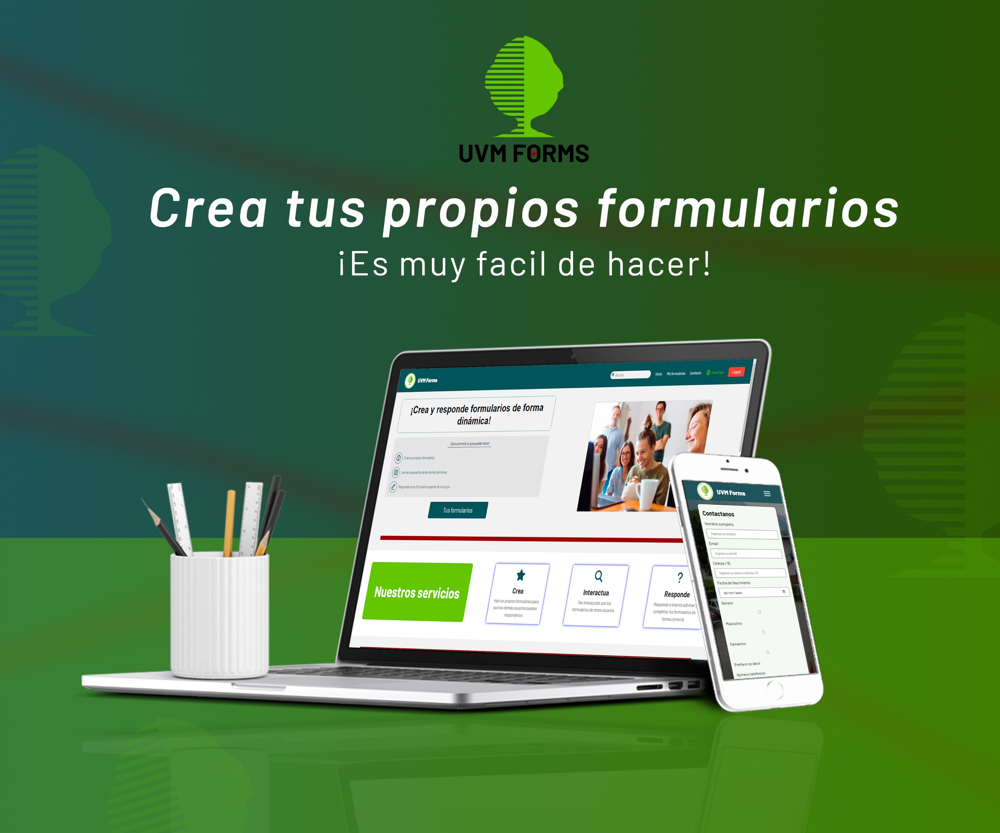 UVM FORMS
Crea tus propios formularios
¡Es muy facil de hacer!
UVM Forms
Buscar
Inicio
Mis formularios
Contacto
JoseEsca
Logout
¡Crea y responde formularios de forma
dinámica!
Descubre todo lo que puedes hacer
Crea tus propios formularios
Lee las respuestas de las demás personas
Responde otros formularios aparte de los tuyos
Tus formularios
Nuestros servicios
Crea
Haz tus propios formularios para
que los demás usuarios puedan
responderlos.
Interactua
Ten interacción con los
formularios de otros usuarios
?
Responde
Responde e intenta adivinar y
completar los formularios de
forma correcta
UVM Forms
Contactanos
Nombre completo
Ingrese su nombre
Email
Ingrese su email
Cédula / ID
Ingrese su número cédula o ID
Fecha de Nacimiento
dd/mm/aaaa
Genero
Masculino
Femenino
Prefiero no decir
Número telefónico